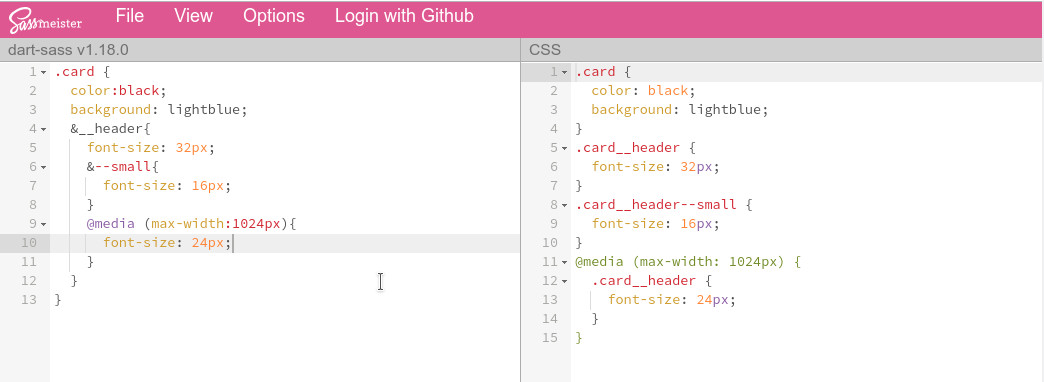 Sassmeister File View Options Login with Github
dart-sass v1.18.0
1 .card {
2 color:black;
3 background: lightblue;
4 &__header{
5 font-size: 32px;
6 &--small{
7 font-size: 16px;
8 }
9 @media (max-width:1024px){
10 font-size: 24px;
11 }
12 }
13 }
CSS
1 .card {
2 color: black;
3 background: lightblue;
4 }
5 .card__header {
6 font-size: 32px;
7 }
8 .card__header--small {
9 font-size: 16px;
10 }
11 @media (max-width: 1024px) {
12 .card__header {
13 font-size: 24px;
14 }
15 }